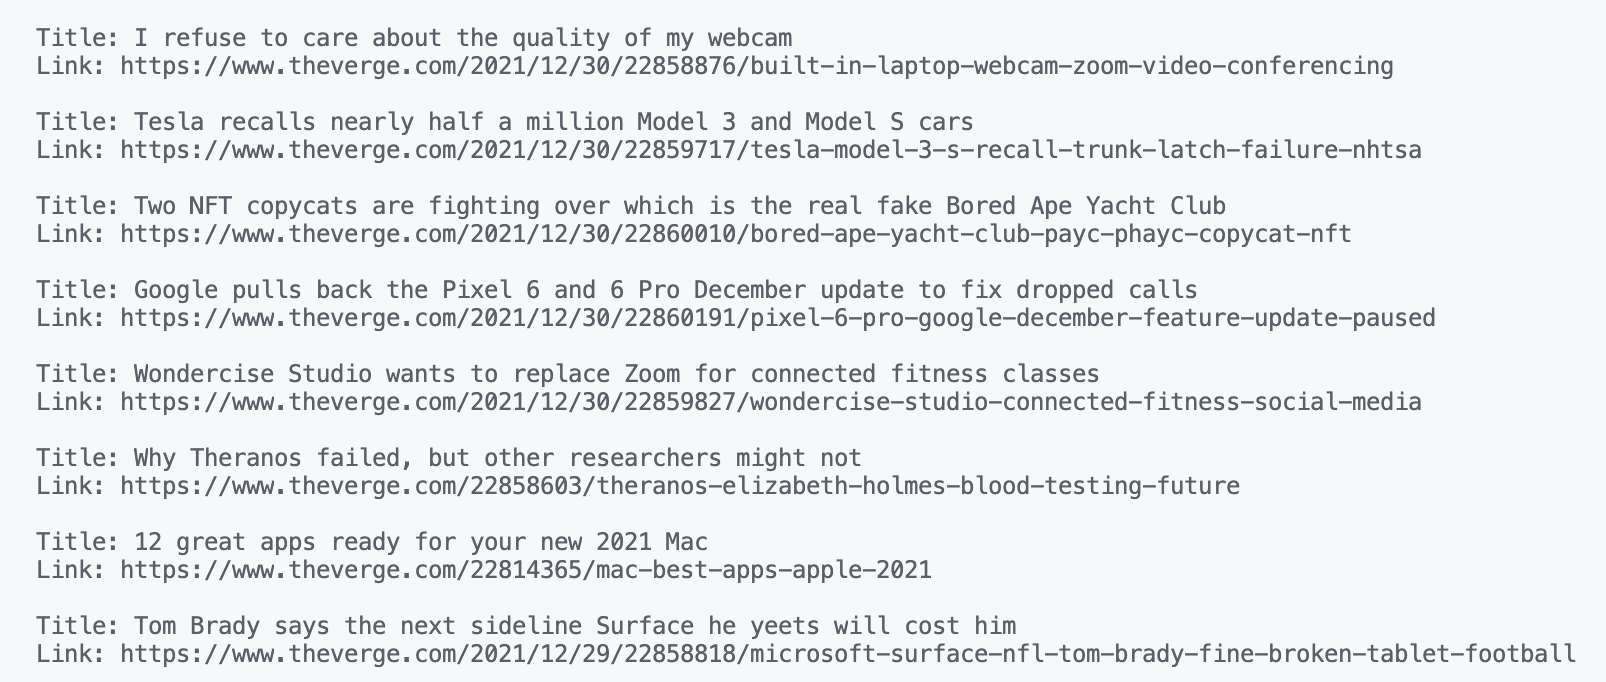 Title: I refuse to care about the quality of my webcam
Link: https://www.theverge.com/2021/12/30/22858876/built-in-laptop-webcam-zoom-video-conferencing
Title: Tesla recalls nearly half a million Model 3 and Model S cars
Link: https://www.theverge.com/2021/12/30/22859717/tesla-model-3-s-recall-trunk-latch-failure-nhtsa
Title: Two NFT copycats are fighting over which is the real fake Bored Ape Yacht Club
Link: https://www.theverge.com/2021/12/30/22860010/bored-ape-yacht-club-payc-phayc-copycat-nft
Title: Google pulls back the Pixel 6 and 6 Pro December update to fix dropped calls
Link: https://www.theverge.com/2021/12/30/22860191/pixel-6-pro-google-december-feature-update-paused
Title: Wondercise Studio wants to replace Zoom for connected fitness classes
Link: https://www.theverge.com/2021/12/30/22859827/wondercise-studio-connected-fitness-social-media
Title: Why Theranos failed, but other researchers might not
Link: https://www.theverge.com/22858603/theranos-elizabeth-holmes-blood-testing-future
Title: 12 great apps ready for your new 2021 Mac
Link: https://www.theverge.com/22814365/mac-best-apps-apple-2021
Title: Tom Brady says the next sideline Surface he yeets will cost him
Link: https://www.theverge.com/2021/12/29/22858818/microsoft-surface-nfl-tom-brady-fine-broken-tablet-football